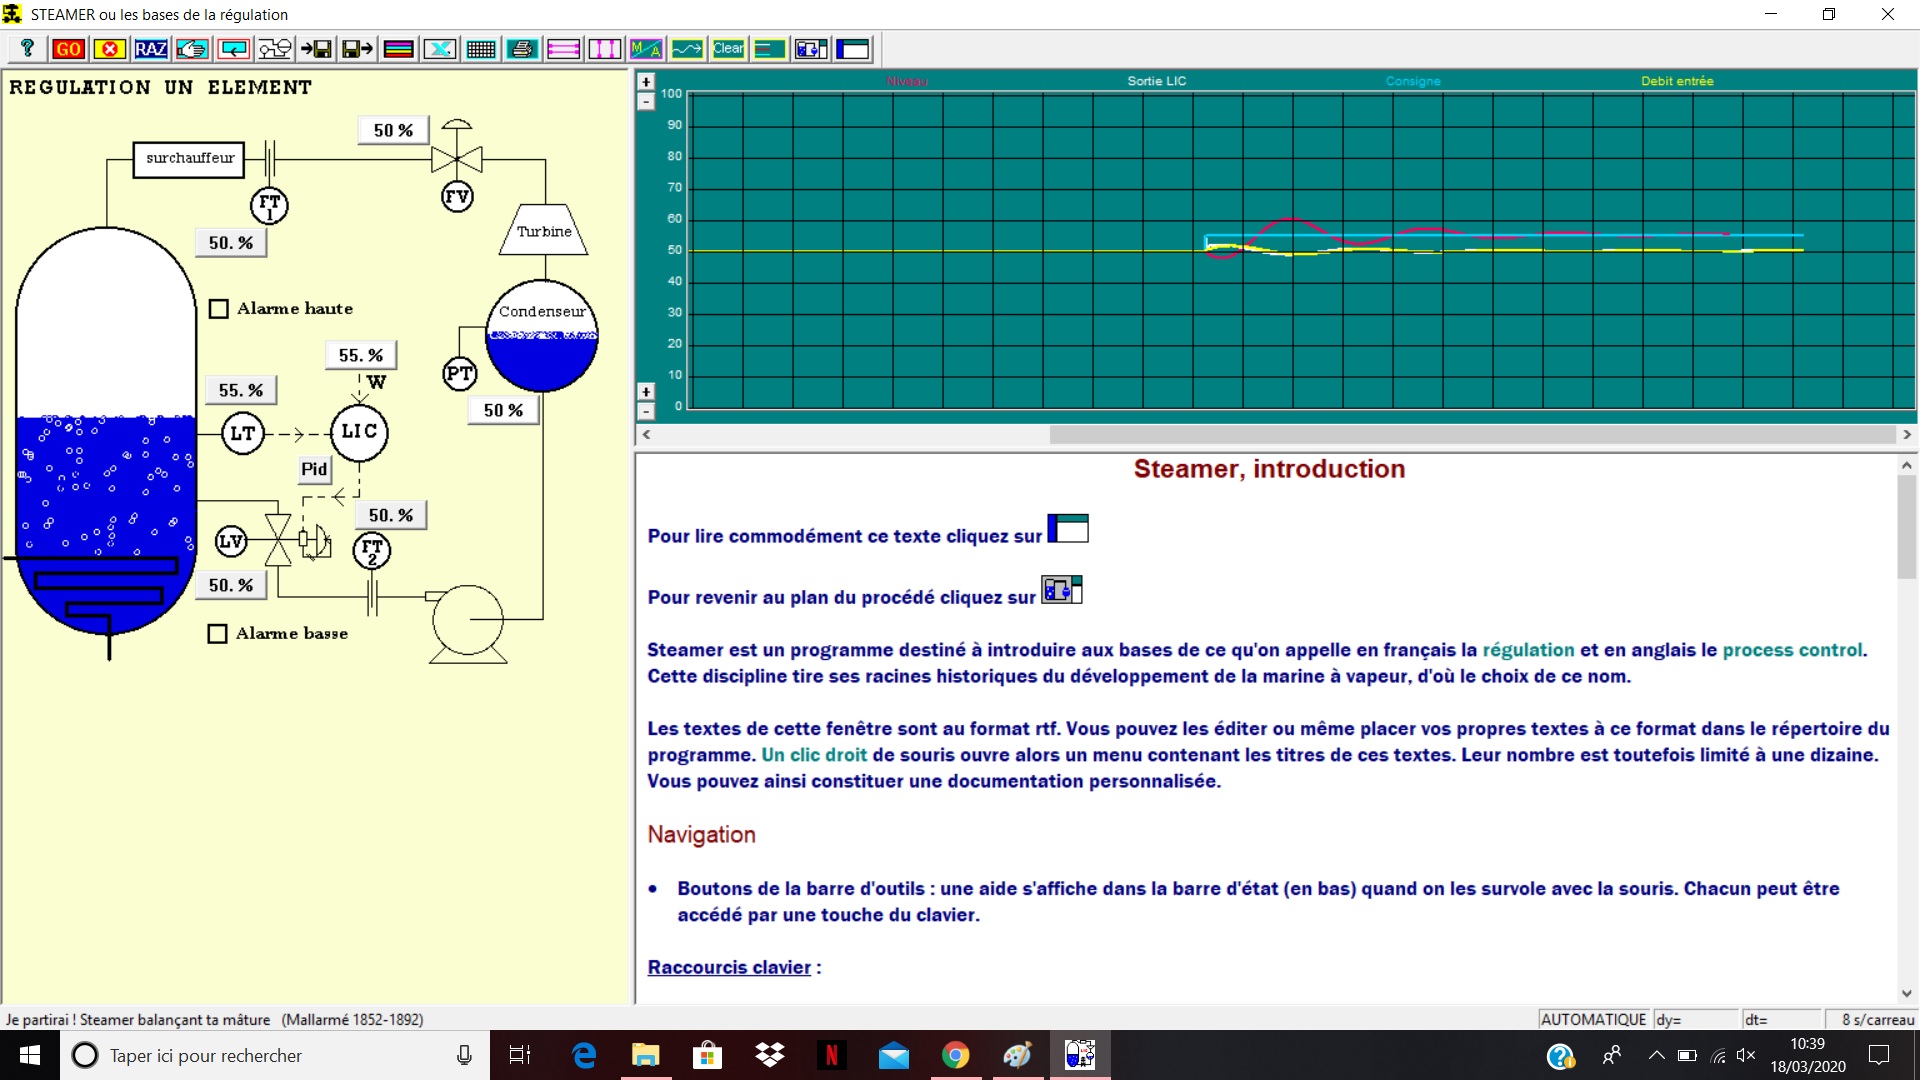 STEAMER ou les bases de la régulation
? GO RAZ M/A Clear
REGULATION UN ELEMENT
50 %
surchauffeur
FT 1
FV
50. %
Turbine
Alarme haute
Condenseur
55. %
W
PT
55. %
50 %
LT
LIC
Pid
50. %
LV
FT 2
50. %
Alarme basse
+
-
Niveau Sortie LIC Consigne Debit entrée
100
90
80
70
60
50
40
30
20
10
0
+
-
Steamer, introduction
Pour lire commodément ce texte cliquez sur
Pour revenir au plan du procédé cliquez sur
Steamer est un programme destiné à introduire aux bases de ce qu'on appelle en français la régulation et en anglais le process control.
Cette discipline tire ses racines historiques du développement de la marine à vapeur, d'où le choix de ce nom.
Les textes de cette fenêtre sont au format rtf. Vous pouvez les éditer ou même placer vos propres textes à ce format dans le répertoire du
programme. Un clic droit de souris ouvre alors un menu contenant les titres de ces textes. Leur nombre est toutefois limité à une dizaine.
Vous pouvez ainsi constituer une documentation personnalisée.
Navigation
• Boutons de la barre d'outils : une aide s'affiche dans la barre d'état (en bas) quand on les survole avec la souris. Chacun peut être
accédé par une touche du clavier.
Raccourcis clavier :
Je partirai ! Steamer balançant ta mâture (Mallarmé 1852-1892)
AUTOMATIQUE dy= dt= 8 s/carreau
Taper ici pour rechercher
10:39
18/03/2020